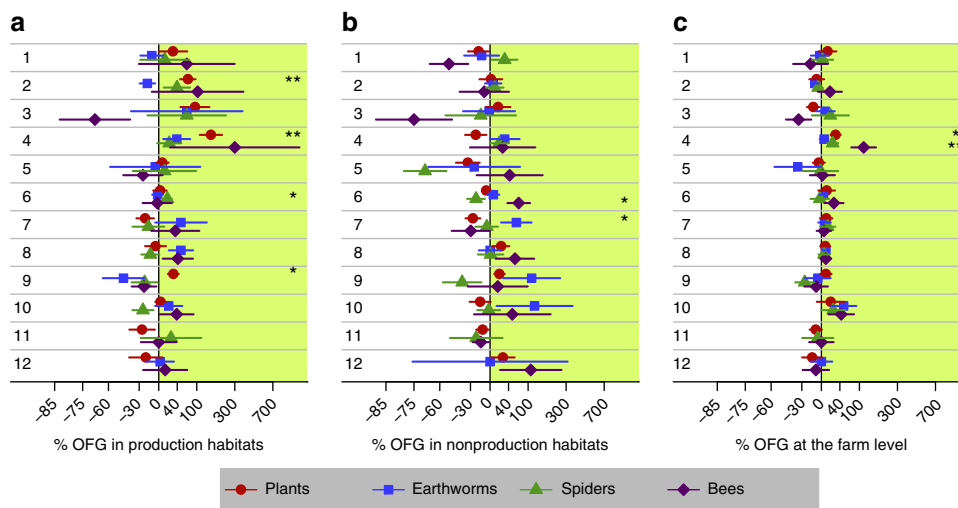 a b c
1 1 1
2 ** 2 2
3 3 3
4 ** 4 4 *
**
5 5 5
6 * 6 * 6
7 7 * 7
8 8 8
9 * 9 9
10 10 10
11 11 11
12 12 12
−85 −75 −60 −30 0 40 100 300 700 −85 −75 −60 −30 0 40 100 300 700 −85 −75 −60 −30 0 40 100 300 700
% OFG in production habitats % OFG in nonproduction habitats % OFG at the farm level
Plants Earthworms Spiders Bees